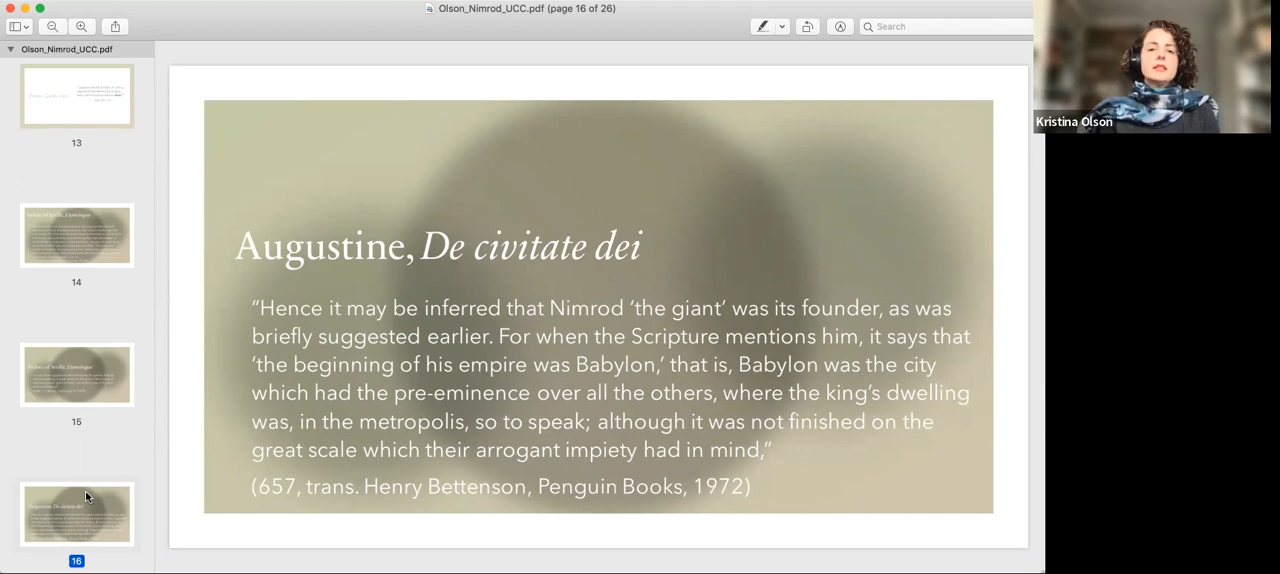 Olson_Nimrod_UCC.pdf (page 16 of 26)
Search
Olson_Nimrod_UCC.pdf
13
14
15
16
Augustine, De civitate dei
“Hence it may be inferred that Nimrod ‘the giant’ was its founder, as was
briefly suggested earlier. For when the Scripture mentions him, it says that
‘the beginning of his empire was Babylon,’ that is, Babylon was the city
which had the pre-eminence over all the others, where the king’s dwelling
was, in the metropolis, so to speak; although it was not finished on the
great scale which their arrogant impiety had in mind,”
(657, trans. Henry Bettenson, Penguin Books, 1972)
Kristina Olson